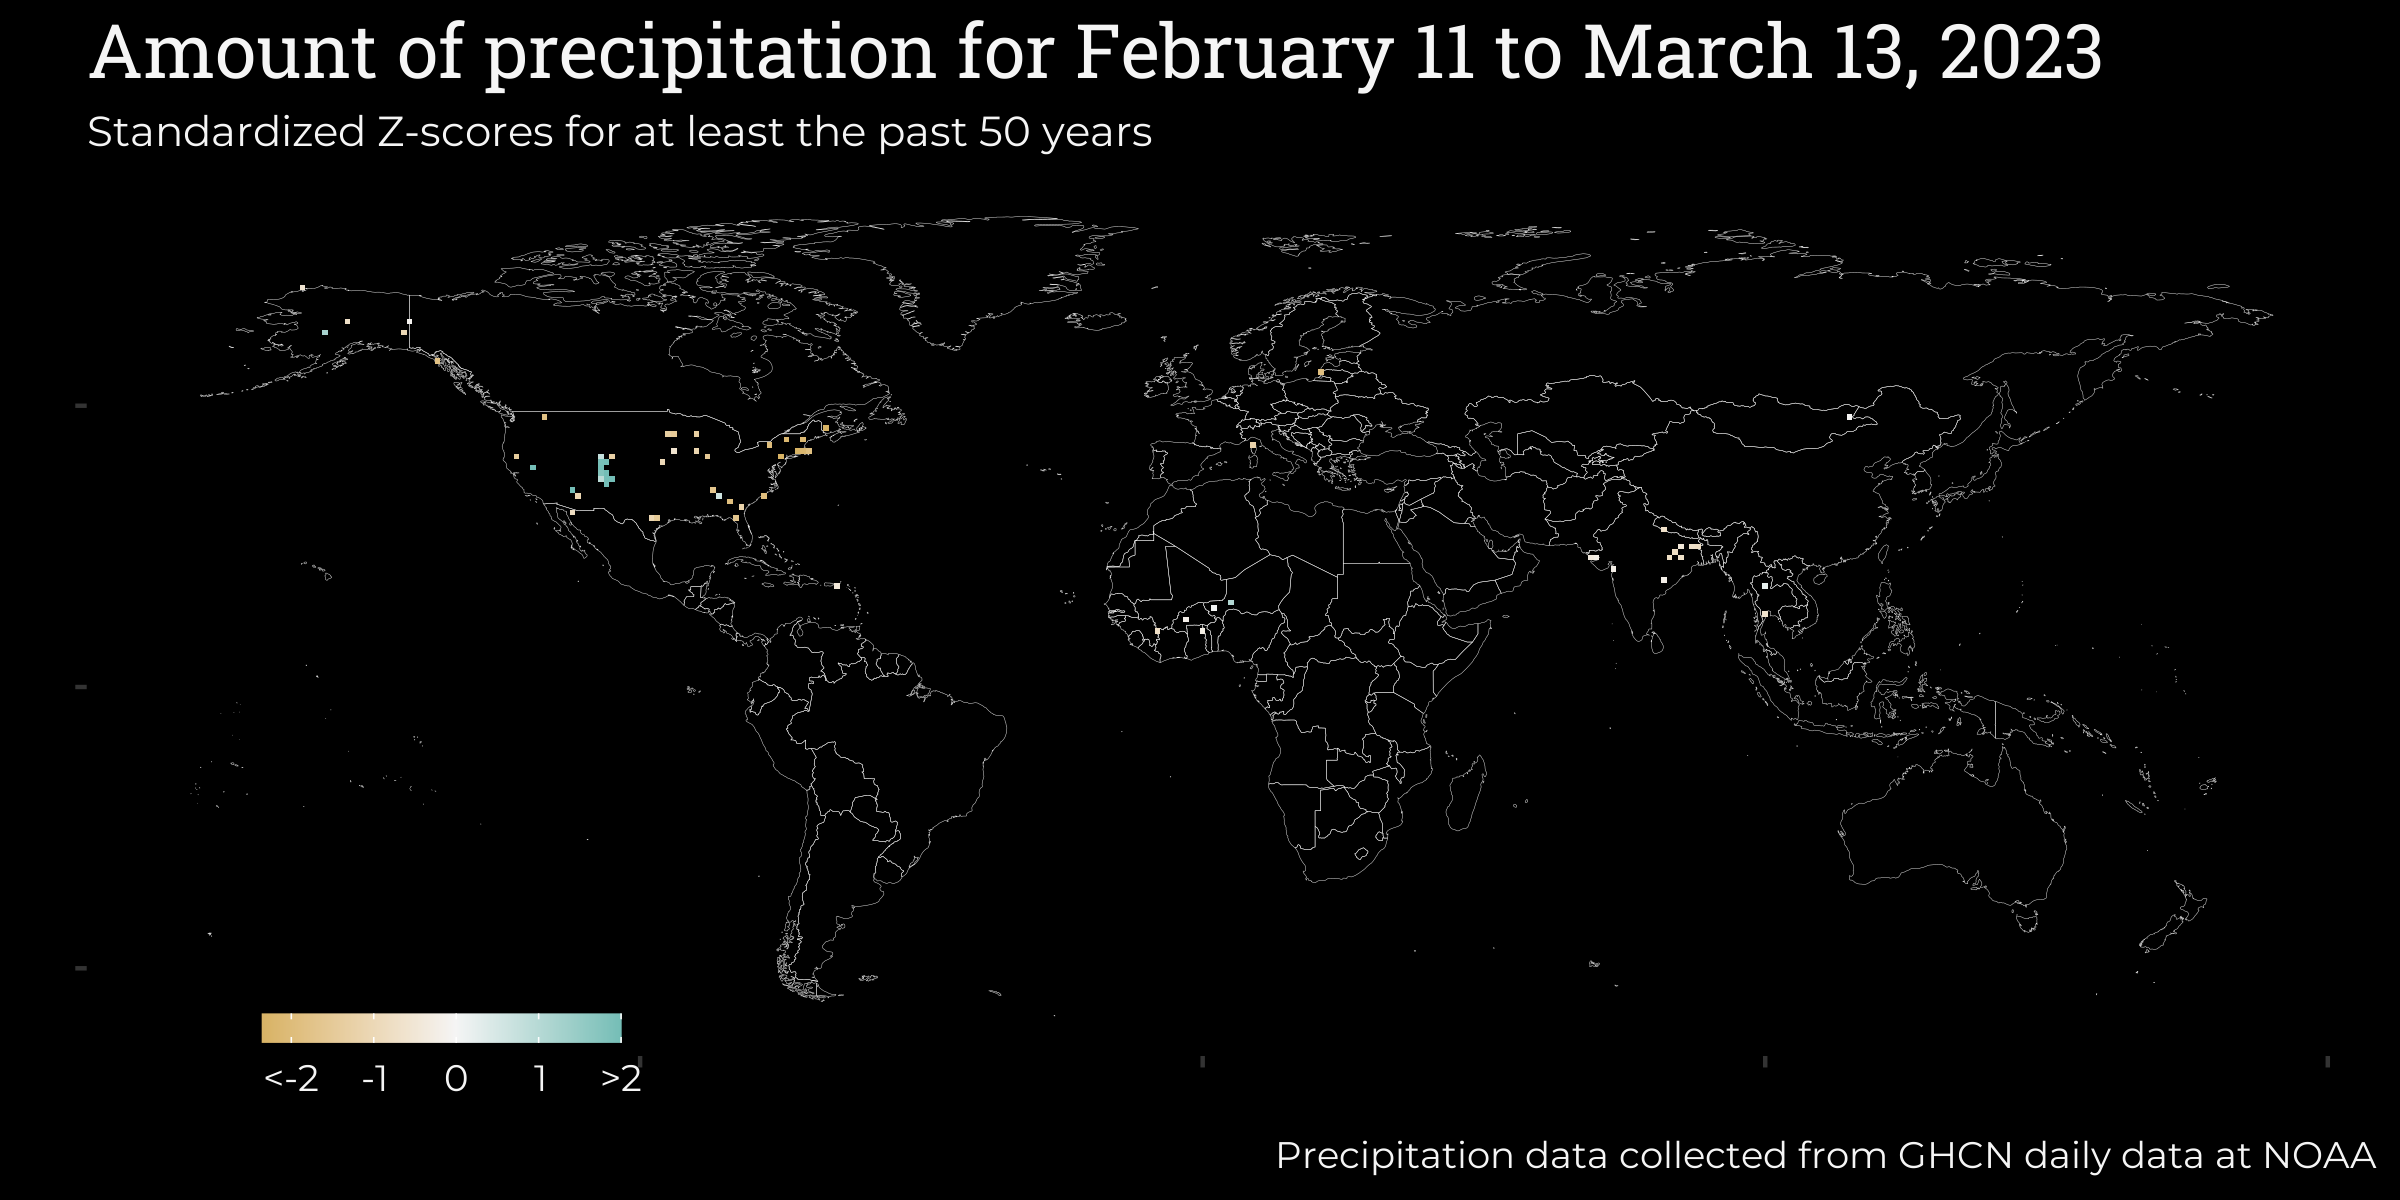 Amount of precipitation for February 11 to March 13, 2023
Standardized Z-scores for at least the past 50 years
<-2 -1 0 1 >2
Precipitation data collected from GHCN daily data at NOAA